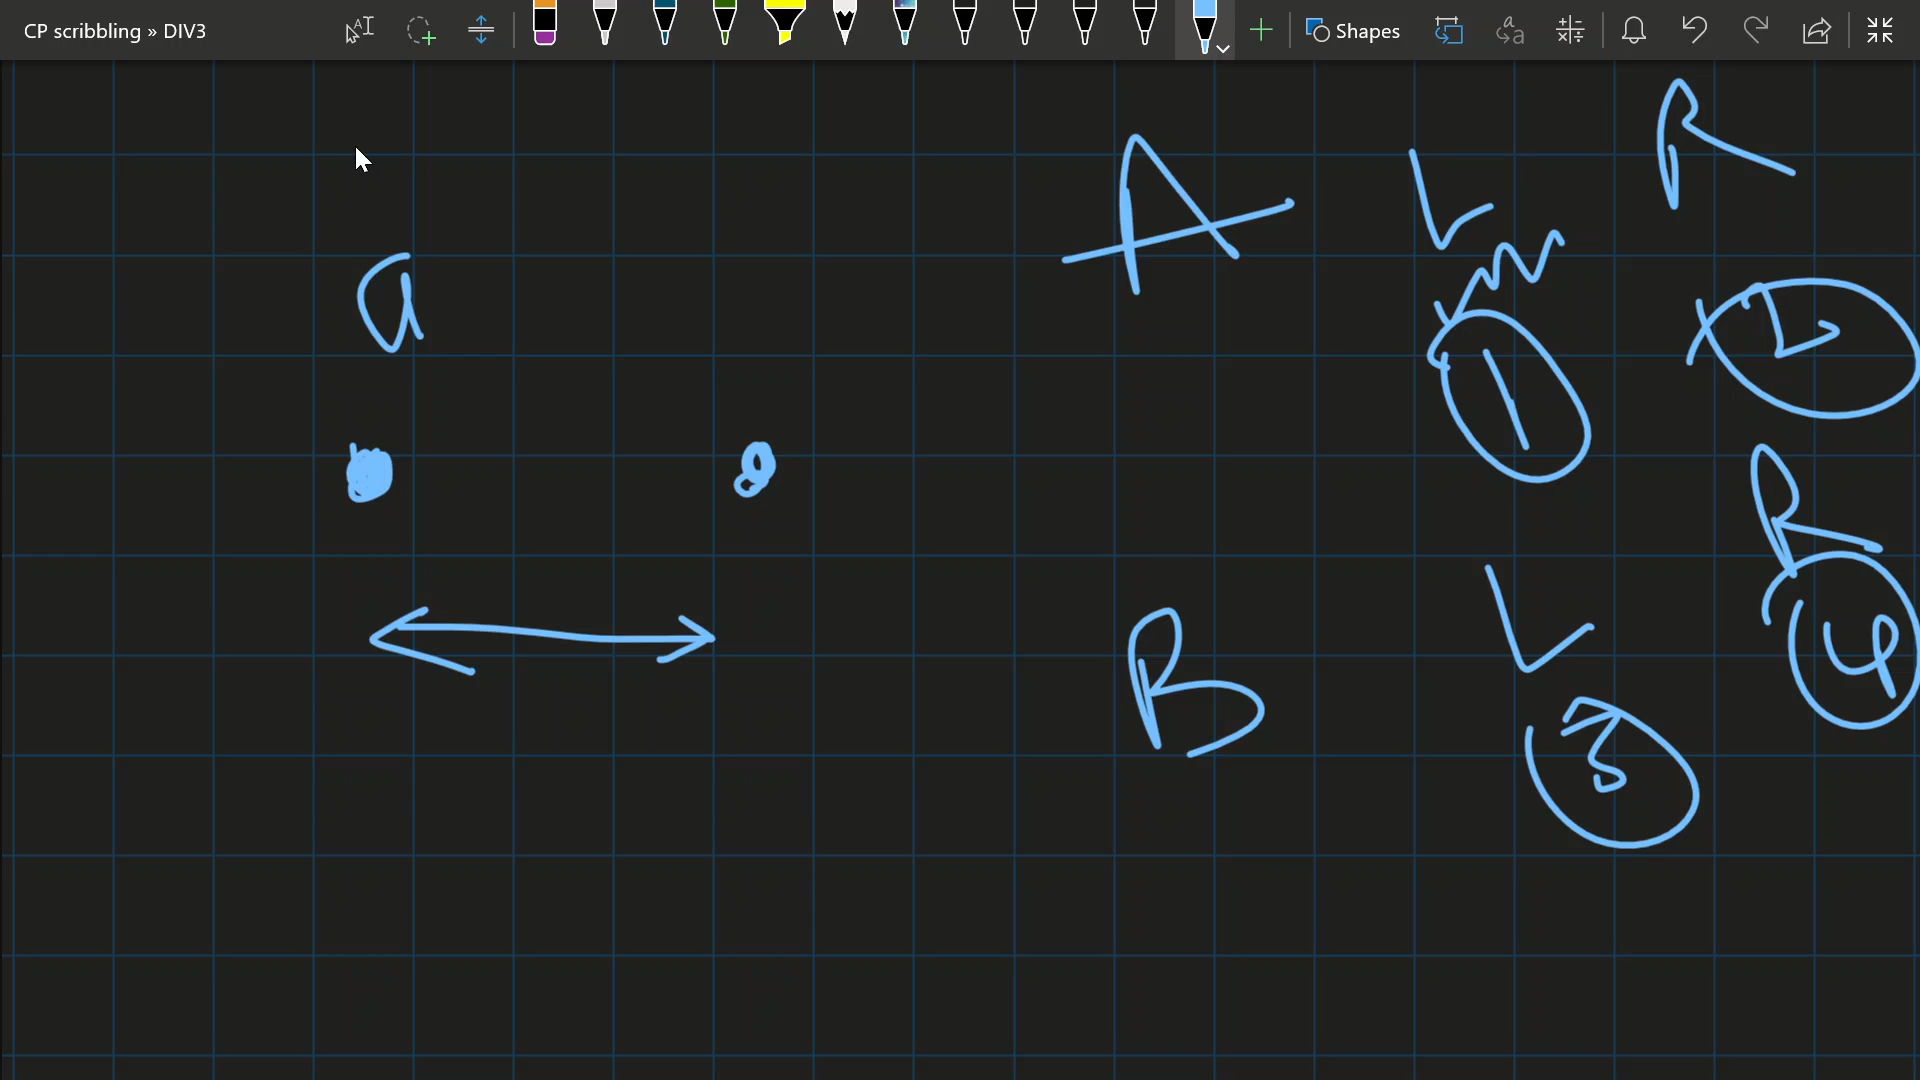 CP scribbling » DIV3
Shapes
A L R
a
1 2
B L R
3 4